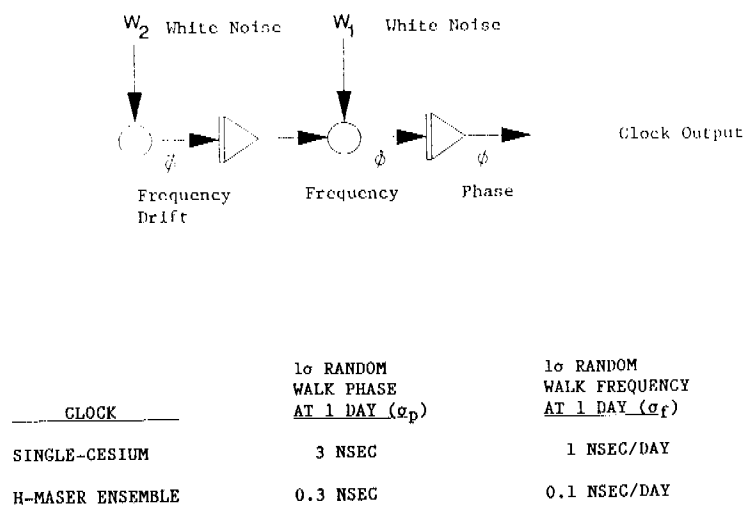 W2 White Noise W1 White Noise
Clock Output
φ̈ φ̇ φ
Frequency Drift Frequency Phase
1σ RANDOM WALK PHASE AT 1 DAY (σp)
1σ RANDOM WALK FREQUENCY AT 1 DAY (σf)
CLOCK
SINGLE-CESIUM 3 NSEC 1 NSEC/DAY
H-MASER ENSEMBLE 0.3 NSEC 0.1 NSEC/DAY